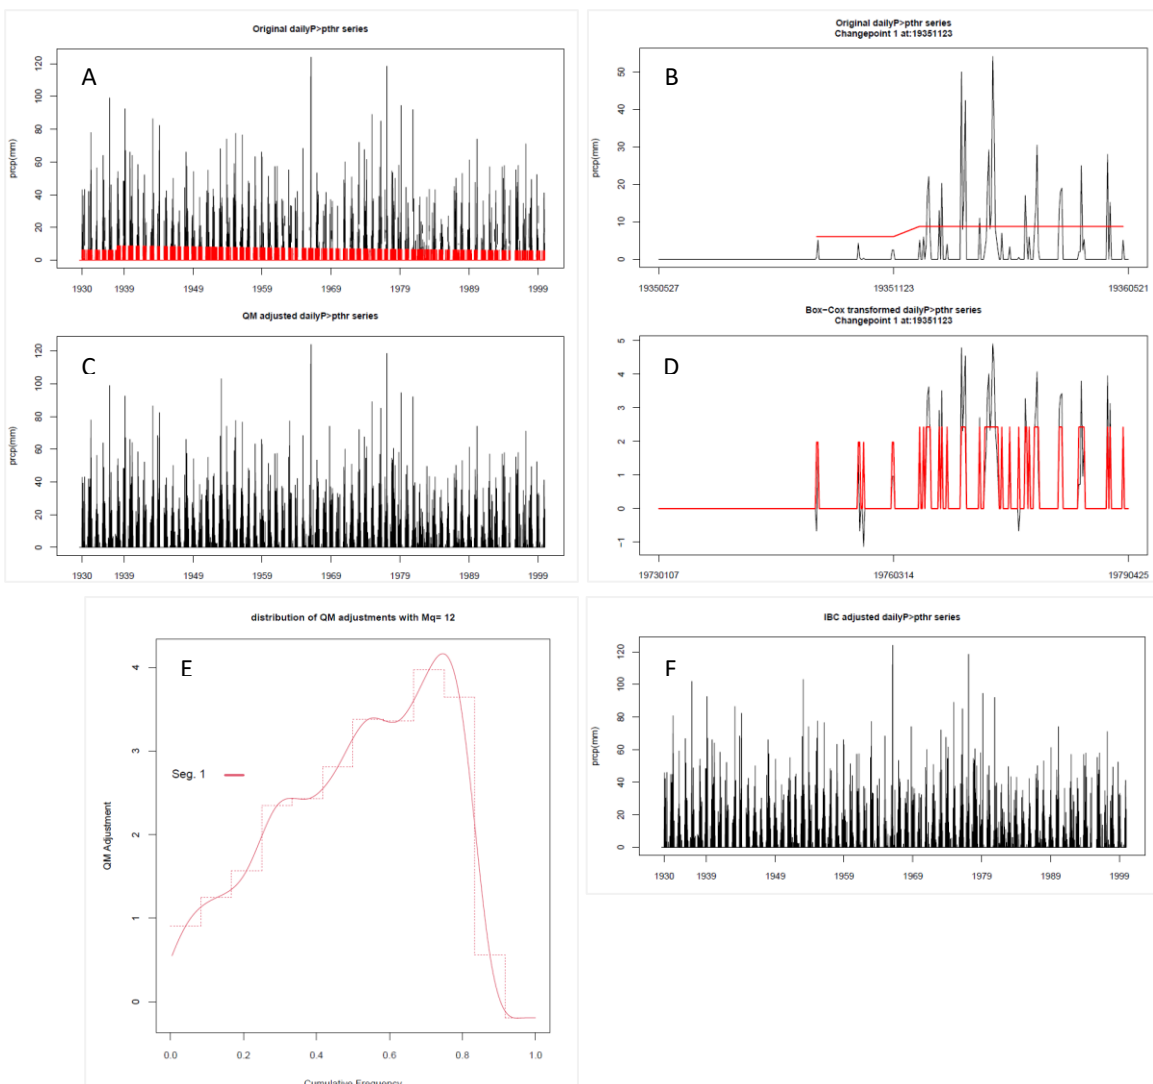 Original dailyP>pthr series
A
prcp(mm)
0 20 40 60 80 100 120
1930 1939 1949 1959 1969 1979 1989 1999
Original dailyP>pthr series
Changepoint 1 at:19351123
B
prcp(mm)
0 10 20 30 40 50
19350527 19351123 19360521
QM adjusted dailyP>pthr series
C
prcp(mm)
0 20 40 60 80 100 120
1930 1939 1949 1959 1969 1979 1989 1999
Box-Cox transformed dailyP>pthr series
Changepoint 1 at:19351123
D
-1 0 1 2 3 4 5
19730107 19760314 19790425
distribution of QM adjustments with Mq= 12
E
Seg. 1
QM Adjustment
0 1 2 3 4
0.0 0.2 0.4 0.6 0.8 1.0
Cumulative Frequency
IBC adjusted dailyP>pthr series
F
prcp(mm)
0 20 40 60 80 100 120
1930 1939 1949 1959 1969 1979 1989 1999